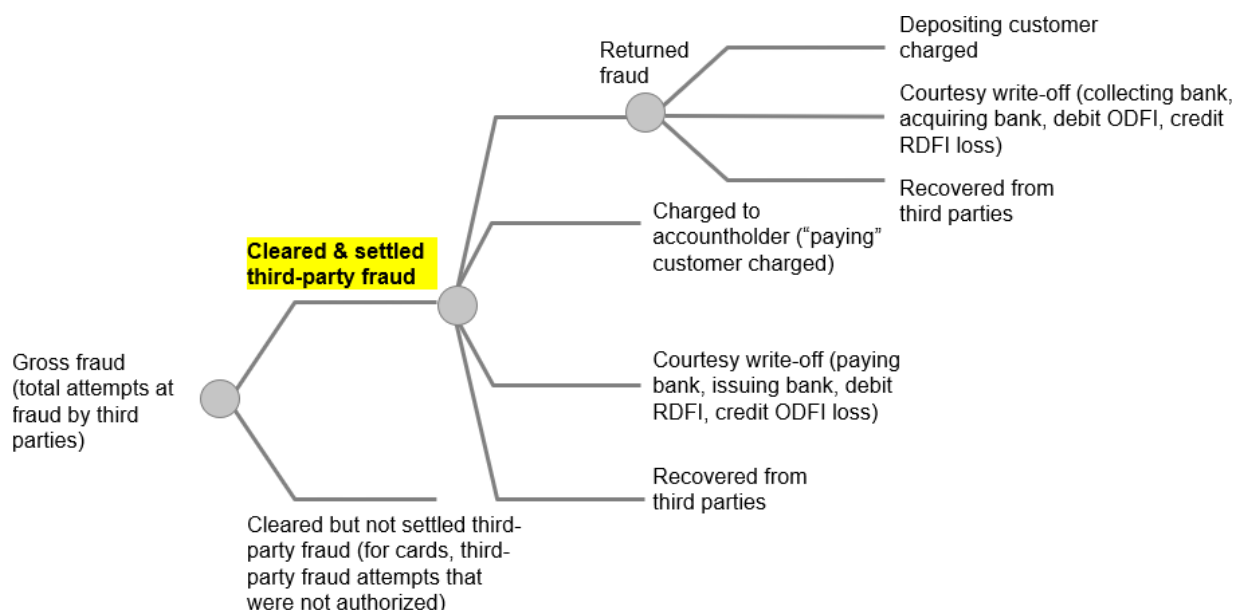 Gross fraud
(total attempts at
fraud by third
parties)
Cleared & settled
third-party fraud
Cleared but not settled third-
party fraud (for cards, third-
party fraud attempts that
were not authorized)
Returned
fraud
Charged to
accountholder (“paying”
customer charged)
Courtesy write-off (paying
bank, issuing bank, debit
RDFI, credit ODFI loss)
Recovered from
third parties
Depositing customer
charged
Courtesy write-off (collecting bank,
acquiring bank, debit ODFI, credit
RDFI loss)
Recovered from
third parties